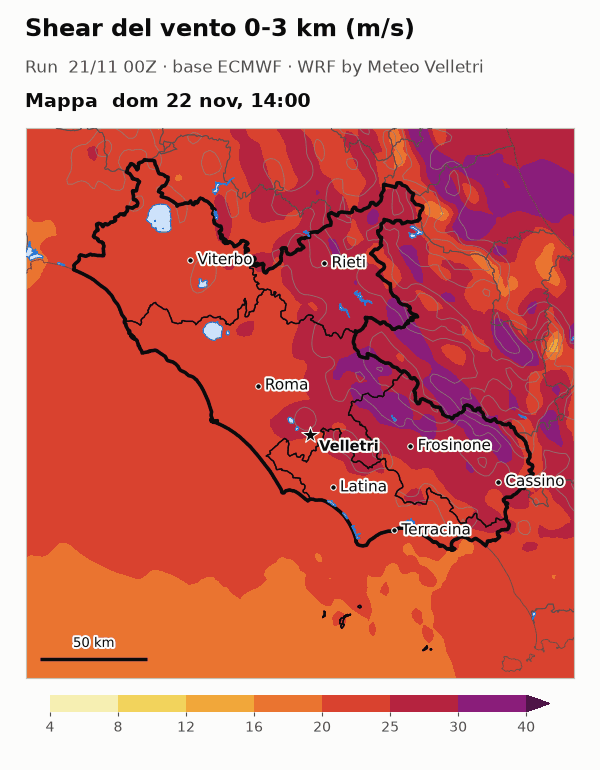 Shear del vento 0-3 km (m/s)
Run  21/11 00Z · base ECMWF · WRF by Meteo Velletri
Mappa  dom 22 nov, 14:00
Viterbo
Rieti
Roma
Velletri
Frosinone
Latina
Cassino
Terracina
50 km
4 8 12 16 20 25 30 40